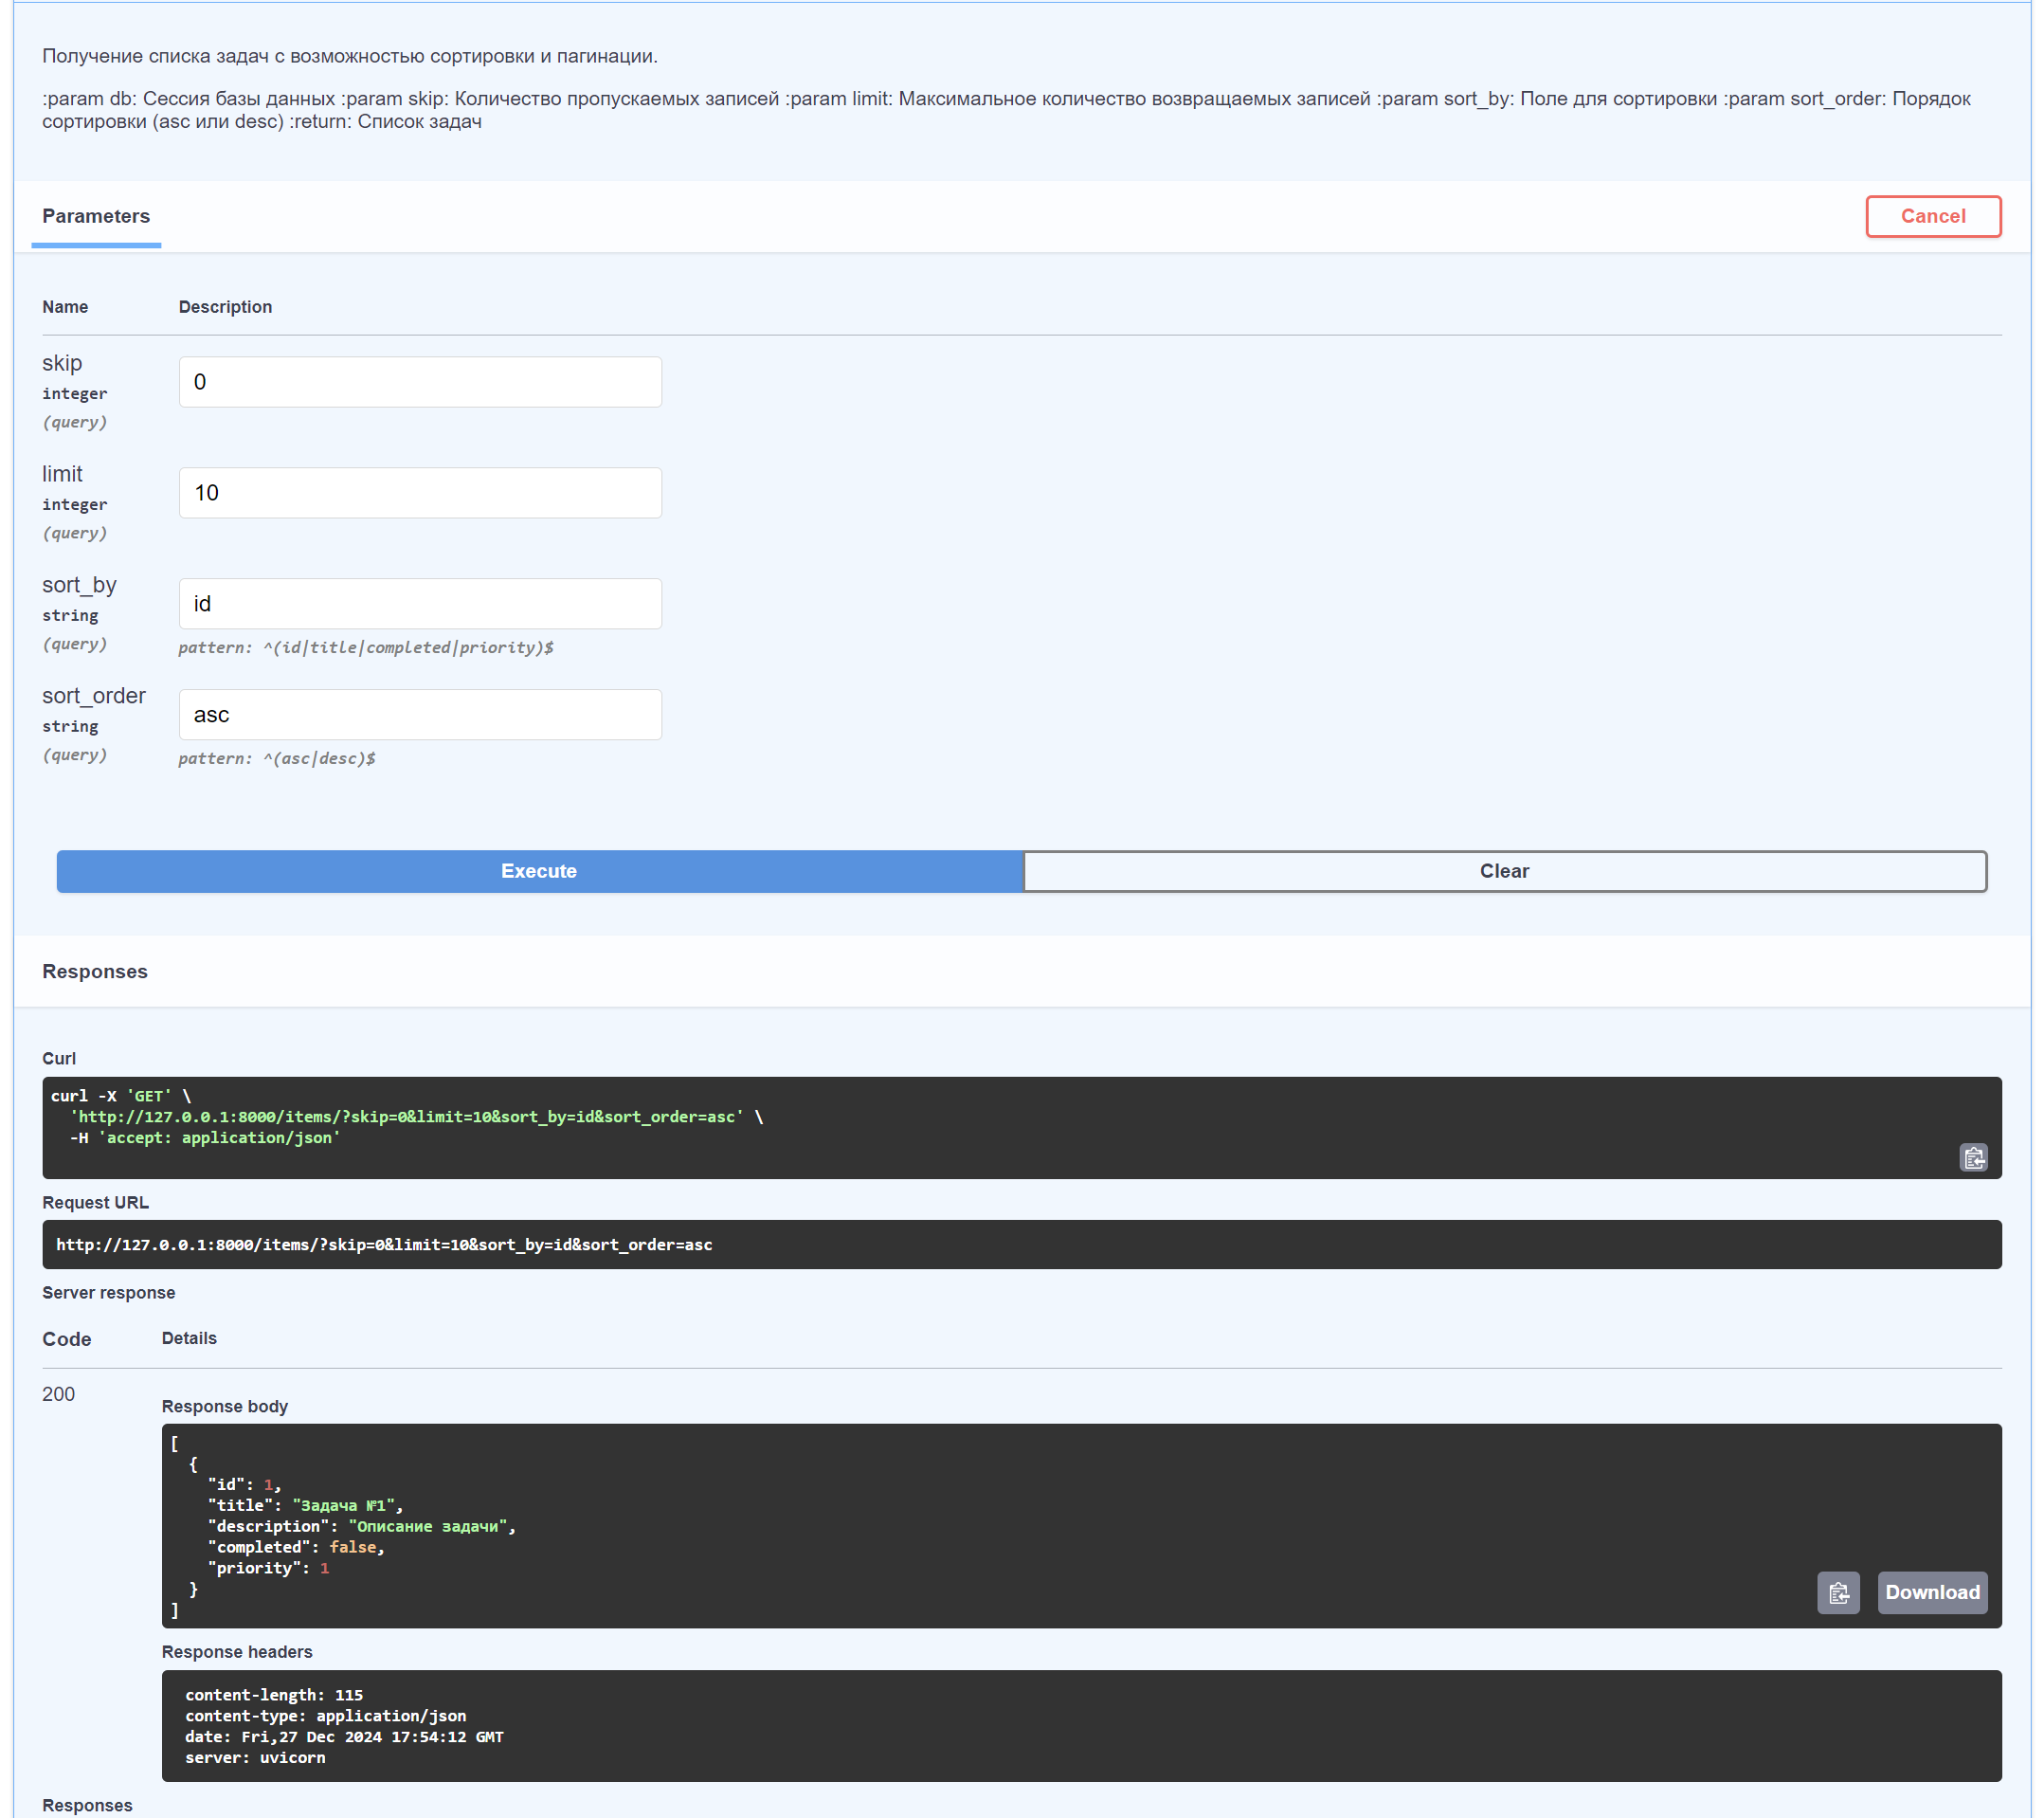 Получение списка задач с возможностью сортировки и пагинации.
:param db: Сессия базы данных :param skip: Количество пропускаемых записей :param limit: Максимальное количество возвращаемых записей :param sort_by: Поле для сортировки :param sort_order: Порядок
сортировки (asc или desc) :return: Список задач
Parameters
Cancel
Name Description
skip
integer
(query)
0
limit
integer
(query)
10
sort_by
string
(query)
id
pattern: ^(id|title|completed|priority)$
sort_order
string
(query)
asc
pattern: ^(asc|desc)$
Execute
Clear
Responses
Curl
curl -X 'GET' \
'http://127.0.0.1:8000/items/?skip=0&limit=10&sort_by=id&sort_order=asc' \
-H 'accept: application/json'
Request URL
http://127.0.0.1:8000/items/?skip=0&limit=10&sort_by=id&sort_order=asc
Server response
Code Details
200
Response body
[
{
"id": 1,
"title": "Задача №1",
"description": "Описание задачи",
"completed": false,
"priority": 1
}
]
Download
Response headers
content-length: 115
content-type: application/json
date: Fri,27 Dec 2024 17:54:12 GMT
server: uvicorn
Responses